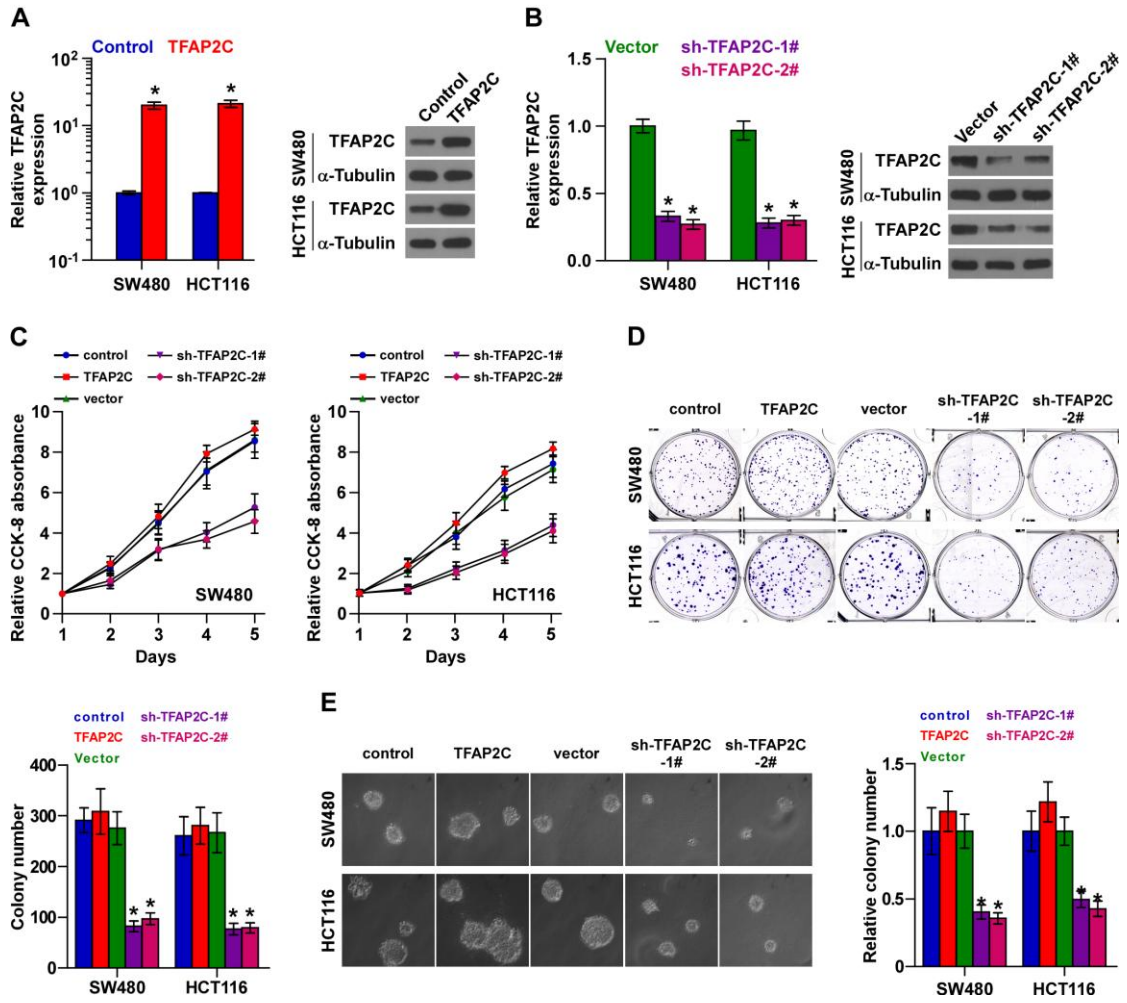 A
Control TFAP2C
Relative TFAP2C
expression
10²
10¹
10⁰
10⁻¹
*
*
SW480 HCT116
Control
TFAP2C
SW480
TFAP2C
α-Tubulin
HCT116
TFAP2C
α-Tubulin
B
Vector sh-TFAP2C-1#
sh-TFAP2C-2#
Relative TFAP2C
expression
1.5
1.0
0.5
0.0
* *
* *
SW480 HCT116
Vector
sh-TFAP2C-1#
sh-TFAP2C-2#
SW480
TFAP2C
α-Tubulin
HCT116
TFAP2C
α-Tubulin
C
control sh-TFAP2C-1#
TFAP2C sh-TFAP2C-2#
vector
Relative CCK-8 absorbance
10
8
6
4
2
0
SW480
1 2 3 4 5
Days
control sh-TFAP2C-1#
TFAP2C sh-TFAP2C-2#
vector
Relative CCK-8 absorbance
10
8
6
4
2
0
HCT116
1 2 3 4 5
Days
D
control TFAP2C vector sh-TFAP2C sh-TFAP2C
-1# -2#
SW480
HCT116
control sh-TFAP2C-1#
TFAP2C sh-TFAP2C-2#
Vector
Colony number
400
300
200
100
0
* *
* *
SW480 HCT116
E
control TFAP2C vector sh-TFAP2C sh-TFAP2C
-1# -2#
SW480
HCT116
control sh-TFAP2C-1#
TFAP2C sh-TFAP2C-2#
Vector
Relative colony number
1.5
1.0
0.5
0.0
* *
* *
SW480 HCT116